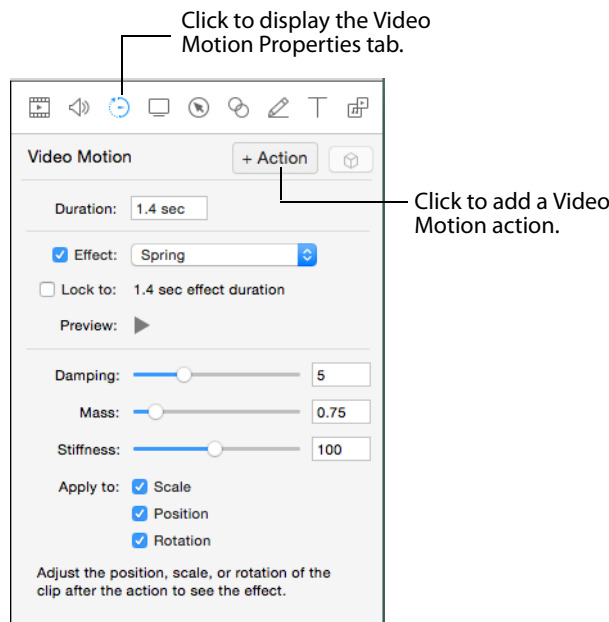 Click to display the Video
Motion Properties tab.
Video Motion
+ Action
Click to add a Video
Motion action.
Duration: 1.4 sec
Effect: Spring
Lock to: 1.4 sec effect duration
Preview:
Damping: 5
Mass: 0.75
Stiffness: 100
Apply to: Scale
Position
Rotation
Adjust the position, scale, or rotation of the
clip after the action to see the effect.